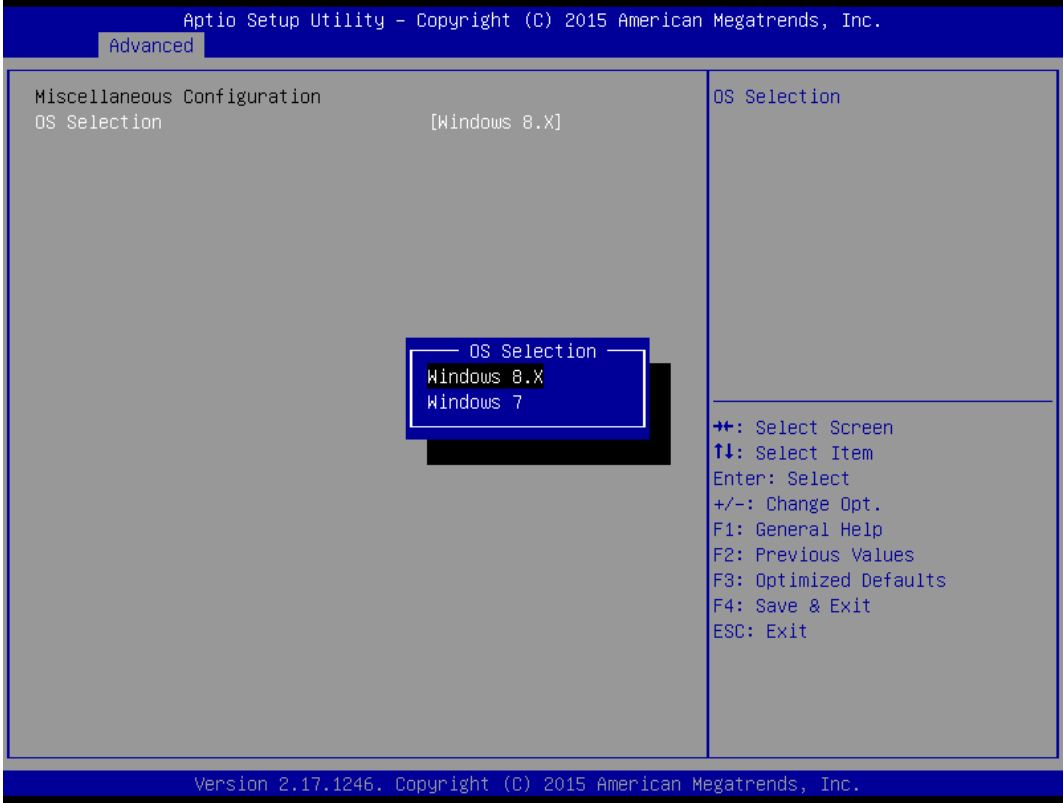 Aptio Setup Utility – Copyright (C) 2015 American Megatrends, Inc.
Advanced
Miscellaneous Configuration
OS Selection [Windows 8.X]
OS Selection
Windows 8.X
Windows 7
OS Selection
→←: Select Screen
↑↓: Select Item
Enter: Select
+/-: Change Opt.
F1: General Help
F2: Previous Values
F3: Optimized Defaults
F4: Save & Exit
ESC: Exit
Version 2.17.1246. Copyright (C) 2015 American Megatrends, Inc.